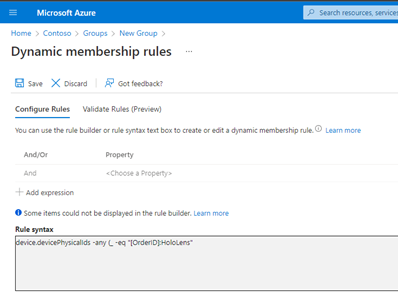 Microsoft Azure
Search resources, services
Home > Contoso > Groups > New Group >
Dynamic membership rules ...
Save Discard Got feedback?
Configure Rules Validate Rules (Preview)
You can use the rule builder or rule syntax text box to create or edit a dynamic membership rule. Learn more
And/Or Property
And <Choose a Property>
+ Add expression
Some items could not be displayed in the rule builder. Learn more
Rule syntax
device.devicePhysicalIds -any (_ -eq "[OrderID]:HoloLens"